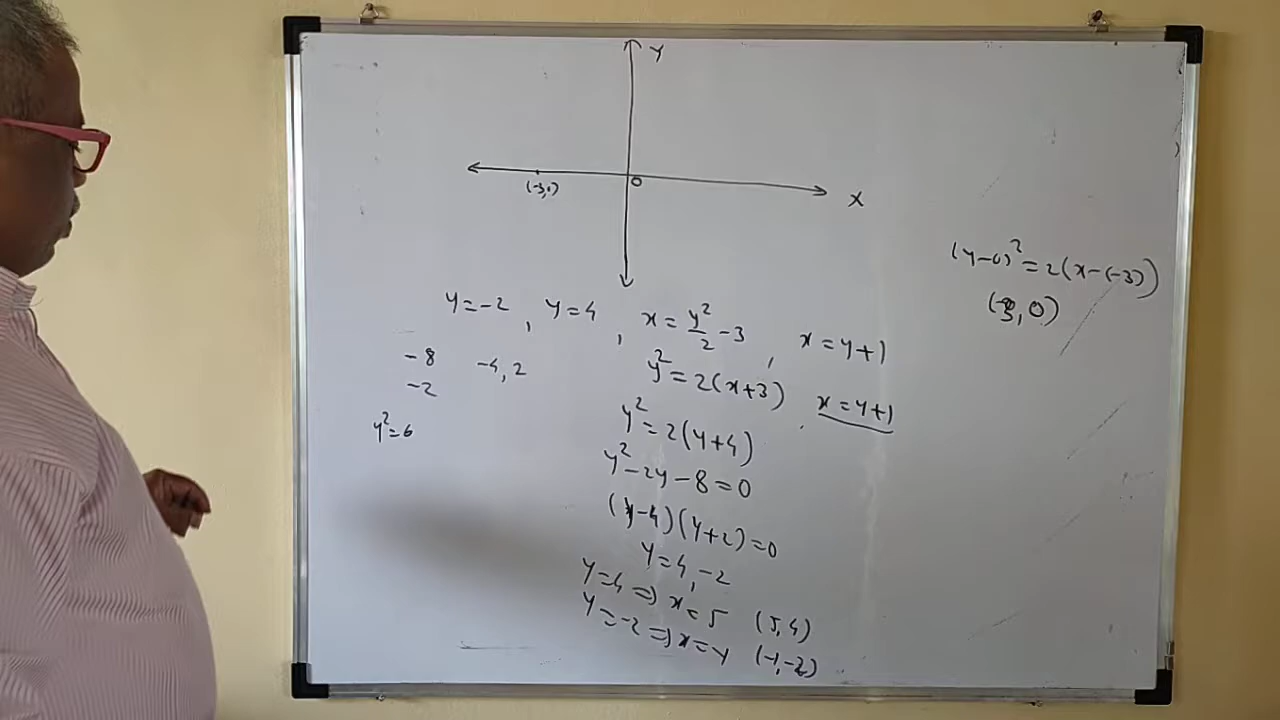 Y
(-3,0)
O
X
(y-0)² = 2(x-(-3))
(-3, 0)
y = -2 , y = 4 , x = y²/2 - 3 , x = y+1
-8 -4, 2
y² = 2(x+3) , x = y+1
-2
y² = 6
y² = 2(y+4)
y² - 2y - 8 = 0
(y-4)(y+2) = 0
y = 4, -2
y = 4 ⇒ x = 5 (5, 4)
y = -2 ⇒ x = -1 (-1, -2)